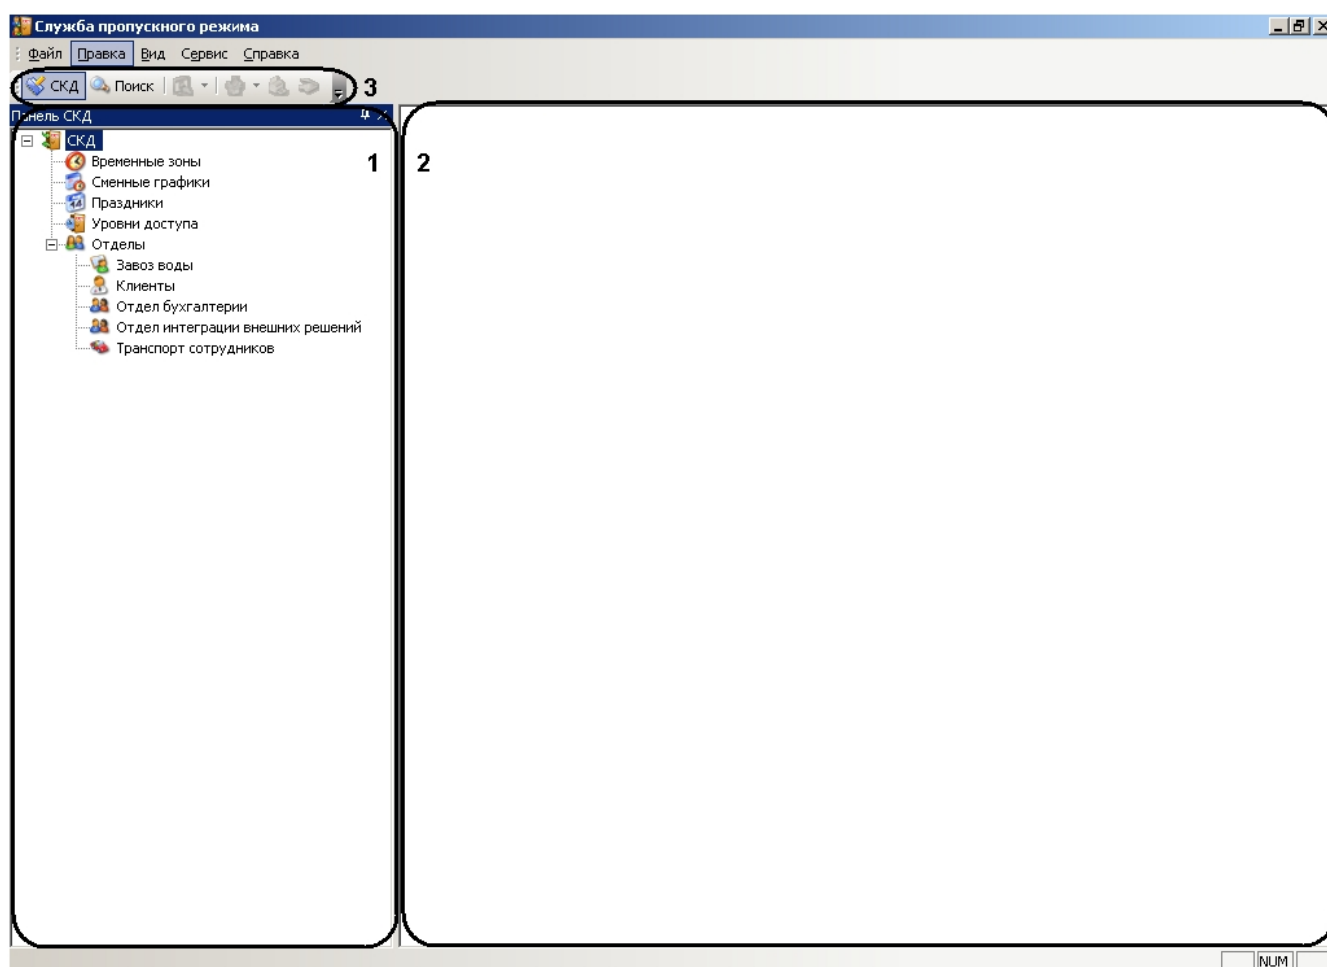 Служба пропускного режима
Файл Правка Вид Сервис Справка
СКД Поиск 3
Панель СКД
СКД
Временные зоны 1 2
Сменные графики
Праздники
Уровни доступа
Отделы
Завоз воды
Клиенты
Отдел бухгалтерии
Отдел интеграции внешних решений
Транспорт сотрудников
NUM